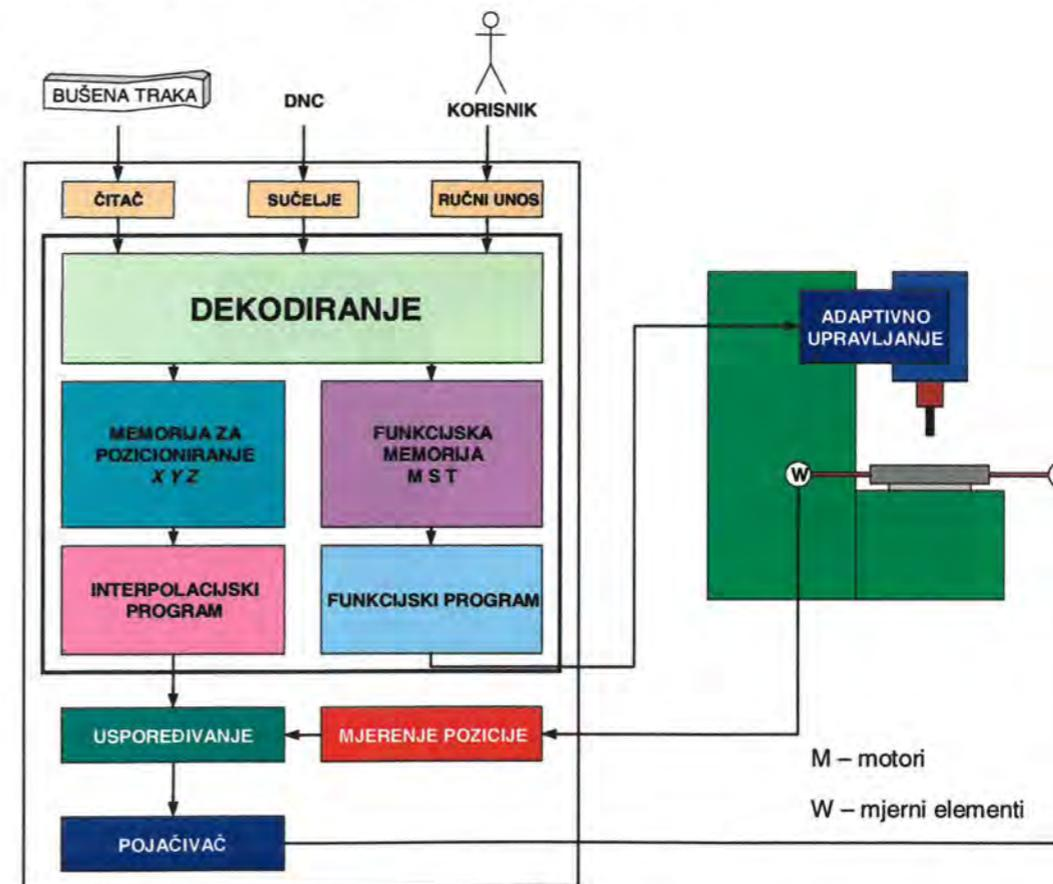 BUŠENA TRAKA
DNC
KORISNIK
ČITAČ
SUČELJE
RUČNI UNOS
DEKODIRANJE
MEMORIJA ZA
POZICIONIRANJE
X Y Z
FUNKCIJSKA
MEMORIJA
M S T
INTERPOLACIJSKI
PROGRAM
FUNKCIJSKI PROGRAM
USPOREĐIVANJE
MJERENJE POZICIJE
POJAČIVAČ
ADAPTIVNO
UPRAVLJANJE
W
M – motori
W – mjerni elementi